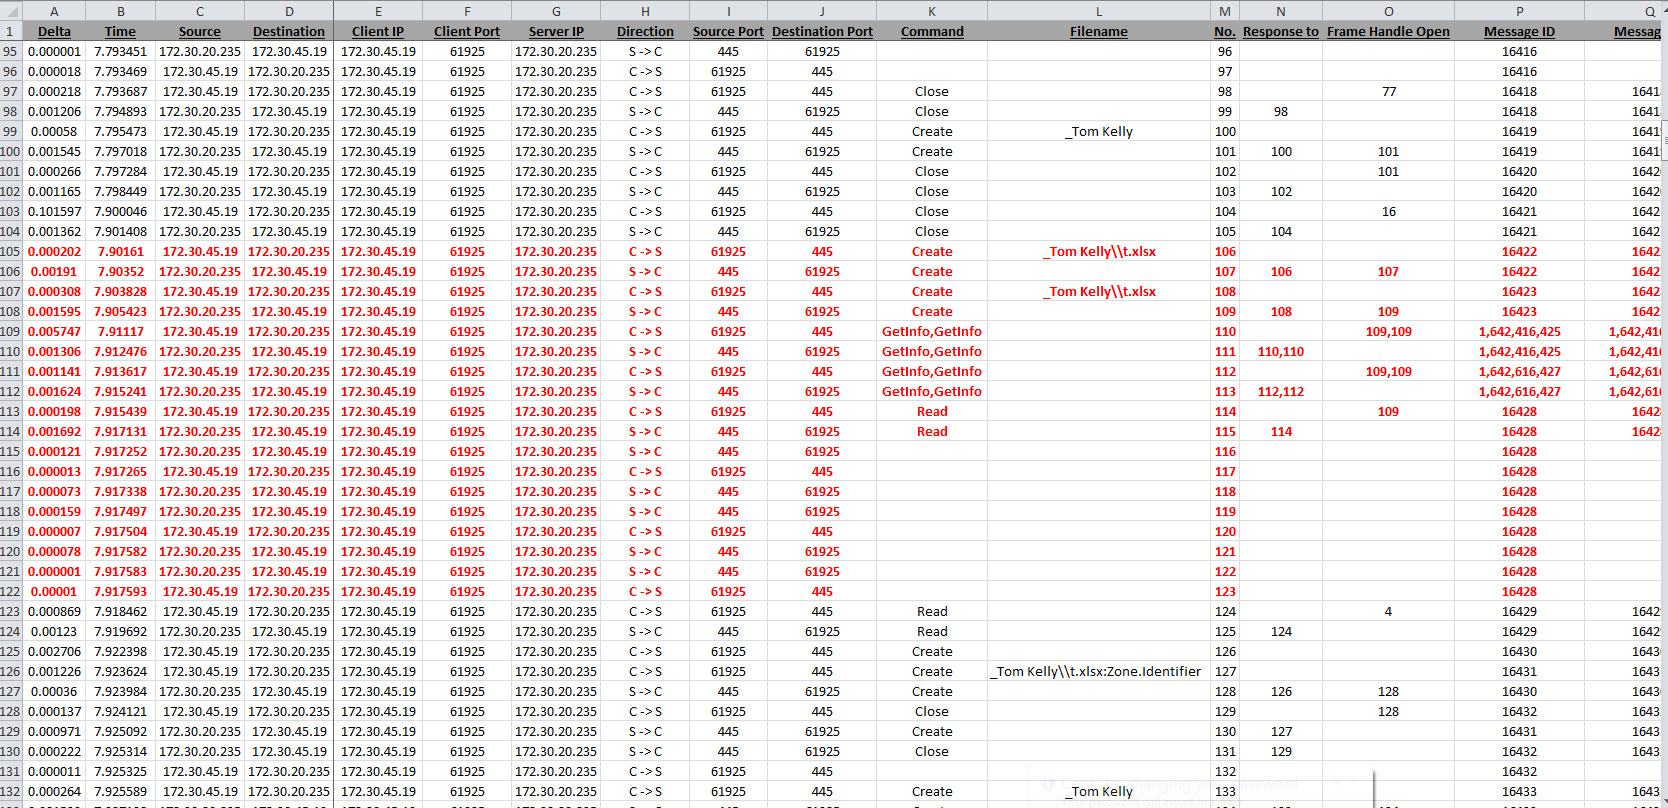 A B C D E F G H I J K L M N O P Q
1 Delta Time Source Destination Client IP Client Port Server IP Direction Source Port Destination Port Command Filename No. Response to Frame Handle Open Message ID Messag
95 0.000001 7.793451 172.30.20.235 172.30.45.19 172.30.45.19 61925 172.30.20.235 S -> C 445 61925 96 16416
96 0.000018 7.793469 172.30.45.19 172.30.20.235 172.30.45.19 61925 172.30.20.235 C -> S 61925 445 97 16416
97 0.000218 7.793687 172.30.45.19 172.30.20.235 172.30.45.19 61925 172.30.20.235 C -> S 61925 445 Close 98 77 16418 1641
98 0.001206 7.794893 172.30.20.235 172.30.45.19 172.30.45.19 61925 172.30.20.235 S -> C 445 61925 Close 99 98 16418 1641
99 0.00058 7.795473 172.30.45.19 172.30.20.235 172.30.45.19 61925 172.30.20.235 C -> S 61925 445 Create _Tom Kelly 100 16419 1641
100 0.001545 7.797018 172.30.20.235 172.30.45.19 172.30.45.19 61925 172.30.20.235 S -> C 445 61925 Create 101 100 101 16419 1641
101 0.000266 7.797284 172.30.45.19 172.30.20.235 172.30.45.19 61925 172.30.20.235 C -> S 61925 445 Close 102 101 16420 1642
102 0.001165 7.798449 172.30.20.235 172.30.45.19 172.30.45.19 61925 172.30.20.235 S -> C 445 61925 Close 103 102 16420 1642
103 0.101597 7.900046 172.30.45.19 172.30.20.235 172.30.45.19 61925 172.30.20.235 C -> S 61925 445 Close 104 16 16421 1642
104 0.001362 7.901408 172.30.20.235 172.30.45.19 172.30.45.19 61925 172.30.20.235 S -> C 445 61925 Close 105 104 16421 1642
105 0.000202 7.90161 172.30.45.19 172.30.20.235 172.30.45.19 61925 172.30.20.235 C -> S 61925 445 Create _Tom Kelly\\t.xlsx 106 16422 1642
106 0.00191 7.90352 172.30.20.235 172.30.45.19 172.30.45.19 61925 172.30.20.235 S -> C 445 61925 Create 107 106 107 16422 1642
107 0.000308 7.903828 172.30.45.19 172.30.20.235 172.30.45.19 61925 172.30.20.235 C -> S 61925 445 Create _Tom Kelly\\t.xlsx 108 16423 1642
108 0.001595 7.905423 172.30.20.235 172.30.45.19 172.30.45.19 61925 172.30.20.235 S -> C 445 61925 Create 109 108 109 16423 1642
109 0.005747 7.91117 172.30.45.19 172.30.20.235 172.30.45.19 61925 172.30.20.235 C -> S 61925 445 GetInfo,GetInfo 110 109,109 1,642,416,425 1,642,41
110 0.001306 7.912476 172.30.20.235 172.30.45.19 172.30.45.19 61925 172.30.20.235 S -> C 445 61925 GetInfo,GetInfo 111 110,110 1,642,416,425 1,642,41
111 0.001141 7.913617 172.30.45.19 172.30.20.235 172.30.45.19 61925 172.30.20.235 C -> S 61925 445 GetInfo,GetInfo 112 109,109 1,642,616,427 1,642,61
112 0.001624 7.915241 172.30.20.235 172.30.45.19 172.30.45.19 61925 172.30.20.235 S -> C 445 61925 GetInfo,GetInfo 113 112,112 1,642,616,427 1,642,61
113 0.000198 7.915439 172.30.45.19 172.30.20.235 172.30.45.19 61925 172.30.20.235 C -> S 61925 445 Read 114 109 16428 1642
114 0.001692 7.917131 172.30.20.235 172.30.45.19 172.30.45.19 61925 172.30.20.235 S -> C 445 61925 Read 115 114 16428 1642
115 0.000121 7.917252 172.30.20.235 172.30.45.19 172.30.45.19 61925 172.30.20.235 S -> C 445 61925 116 16428
116 0.000013 7.917265 172.30.45.19 172.30.20.235 172.30.45.19 61925 172.30.20.235 C -> S 61925 445 117 16428
117 0.000073 7.917338 172.30.20.235 172.30.45.19 172.30.45.19 61925 172.30.20.235 S -> C 445 61925 118 16428
118 0.000159 7.917497 172.30.20.235 172.30.45.19 172.30.45.19 61925 172.30.20.235 S -> C 445 61925 119 16428
119 0.000007 7.917504 172.30.45.19 172.30.20.235 172.30.45.19 61925 172.30.20.235 C -> S 61925 445 120 16428
120 0.000078 7.917582 172.30.20.235 172.30.45.19 172.30.45.19 61925 172.30.20.235 S -> C 445 61925 121 16428
121 0.000001 7.917583 172.30.20.235 172.30.45.19 172.30.45.19 61925 172.30.20.235 S -> C 445 61925 122 16428
122 0.00001 7.917593 172.30.45.19 172.30.20.235 172.30.45.19 61925 172.30.20.235 C -> S 61925 445 123 16428
123 0.000869 7.918462 172.30.45.19 172.30.20.235 172.30.45.19 61925 172.30.20.235 C -> S 61925 445 Read 124 4 16429 1642
124 0.00123 7.919692 172.30.20.235 172.30.45.19 172.30.45.19 61925 172.30.20.235 S -> C 445 61925 Read 125 124 16429 1642
125 0.002706 7.922398 172.30.45.19 172.30.20.235 172.30.45.19 61925 172.30.20.235 C -> S 61925 445 Create 126 16430 1643
126 0.001226 7.923624 172.30.45.19 172.30.20.235 172.30.45.19 61925 172.30.20.235 C -> S 61925 445 Create _Tom Kelly\\t.xlsx:Zone.Identifier 127 16431 1643
127 0.00036 7.923984 172.30.20.235 172.30.45.19 172.30.45.19 61925 172.30.20.235 S -> C 445 61925 Create 128 126 128 16430 1643
128 0.000137 7.924121 172.30.45.19 172.30.20.235 172.30.45.19 61925 172.30.20.235 C -> S 61925 445 Close 129 128 16432 1643
129 0.000971 7.925092 172.30.20.235 172.30.45.19 172.30.45.19 61925 172.30.20.235 S -> C 445 61925 Create 130 127 16431 1643
130 0.000222 7.925314 172.30.20.235 172.30.45.19 172.30.45.19 61925 172.30.20.235 S -> C 445 61925 Close 131 129 16432 1643
131 0.000011 7.925325 172.30.45.19 172.30.20.235 172.30.45.19 61925 172.30.20.235 C -> S 61925 445 132 16432
132 0.000264 7.925589 172.30.45.19 172.30.20.235 172.30.45.19 61925 172.30.20.235 C -> S 61925 445 Create _Tom Kelly 133 16433 1643